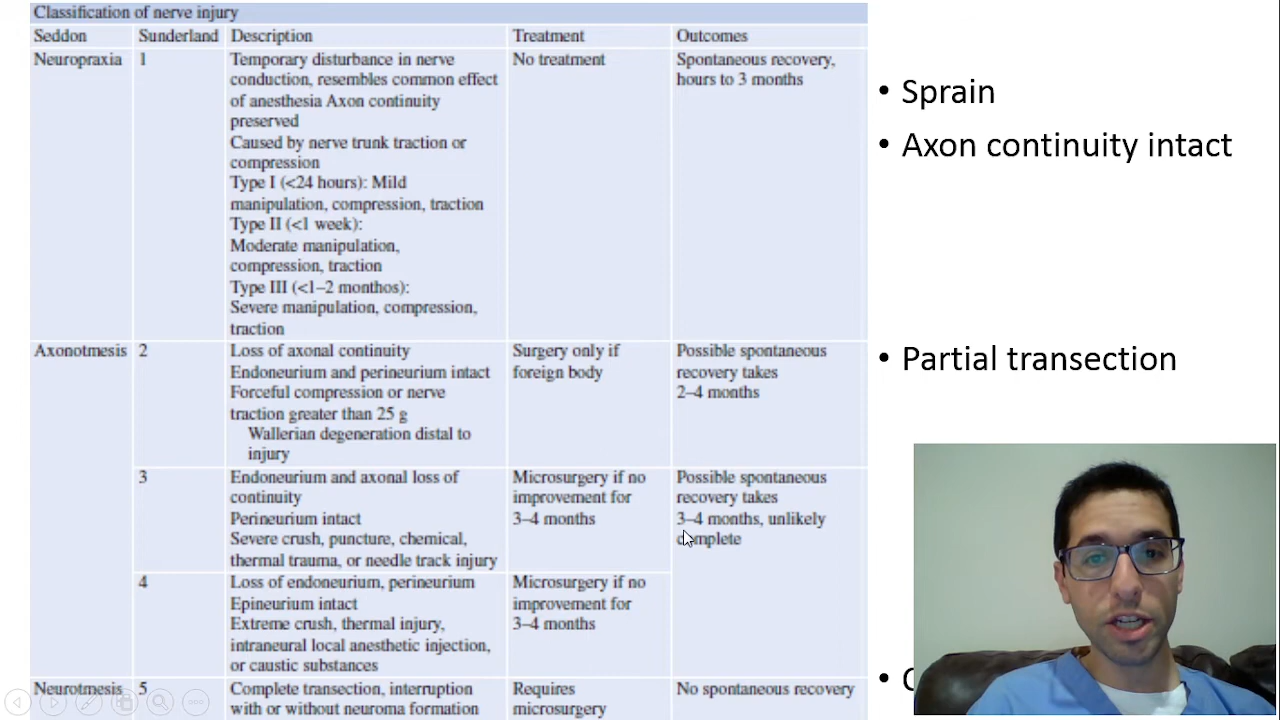 Classification of nerve injury
Seddon Sunderland Description Treatment Outcomes
Neuropraxia 1 Temporary disturbance in nerve No treatment Spontaneous recovery,
conduction, resembles common effect hours to 3 months
of anesthesia Axon continuity
preserved
Caused by nerve trunk traction or
compression
Type I (<24 hours): Mild
manipulation, compression, traction
Type II (<1 week):
Moderate manipulation,
compression, traction
Type III (<1–2 monthos):
Severe manipulation, compression,
traction
Axonotmesis 2 Loss of axonal continuity Surgery only if Possible spontaneous
Endoneurium and perineurium intact foreign body recovery takes
Forceful compression or nerve 2–4 months
traction greater than 25 g
Wallerian degeneration distal to
injury
3 Endoneurium and axonal loss of Microsurgery if no Possible spontaneous
continuity improvement for recovery takes
Perineurium intact 3–4 months 3–4 months, unlikely
Severe crush, puncture, chemical, complete
thermal trauma, or needle track injury
4 Loss of endoneurium, perineurium Microsurgery if no
Epineurium intact improvement for
Extreme crush, thermal injury, 3–4 months
intraneural local anesthetic injection,
or caustic substances
Neurotmesis 5 Complete transection, interruption Requires No spontaneous recovery
with or without neuroma formation microsurgery
• Sprain
• Axon continuity intact
• Partial transection